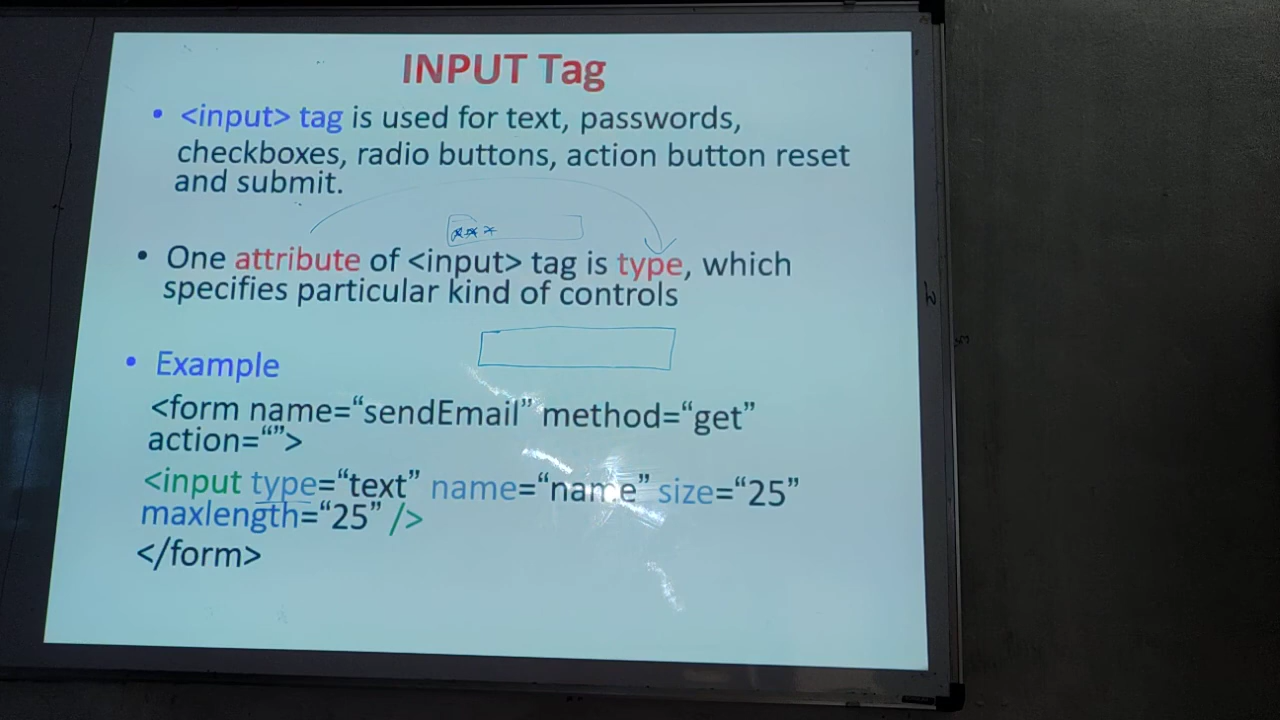 INPUT Tag
• <input> tag is used for text, passwords,
checkboxes, radio buttons, action button reset
and submit.
***
• One attribute of <input> tag is type, which
specifies particular kind of controls
• Example
<form name=“sendEmail” method=“get”
action=“”>
<input type=“text” name=“name” size=“25”
maxlength=“25” />
</form>